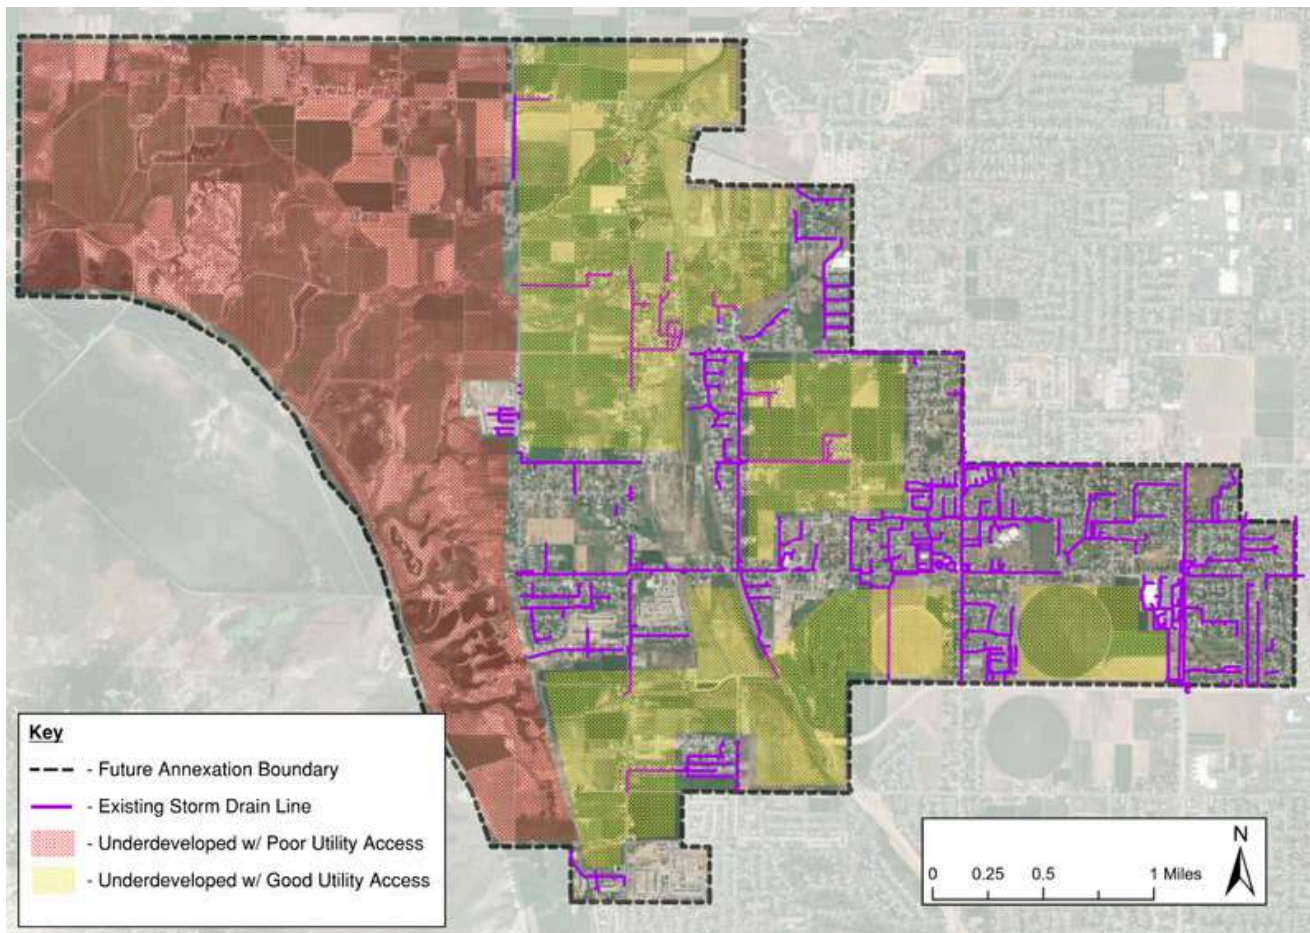 Key
- Future Annexation Boundary
- Existing Storm Drain Line
- Underdeveloped w/ Poor Utility Access
- Underdeveloped w/ Good Utility Access
N
0 0.25 0.5 1 Miles